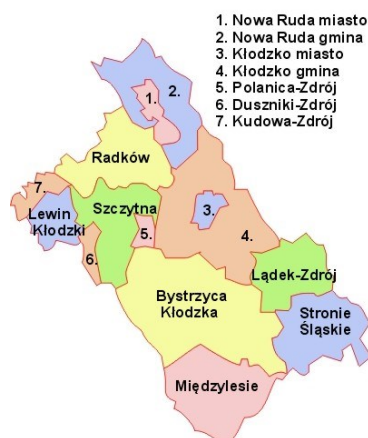 1. Nowa Ruda miasto
2. Nowa Ruda gmina
3. Kłodzko miasto
4. Kłodzko gmina
5. Polanica-Zdrój
6. Duszniki-Zdrój
7. Kudowa-Zdrój
1.
2.
Radków
7.
Lewin
Kłodzki
Szczytna
3.
5.
4.
6.
Lądek-Zdrój
Bystrzyca
Kłodzka
Stronie
Śląskie
Międzylesie